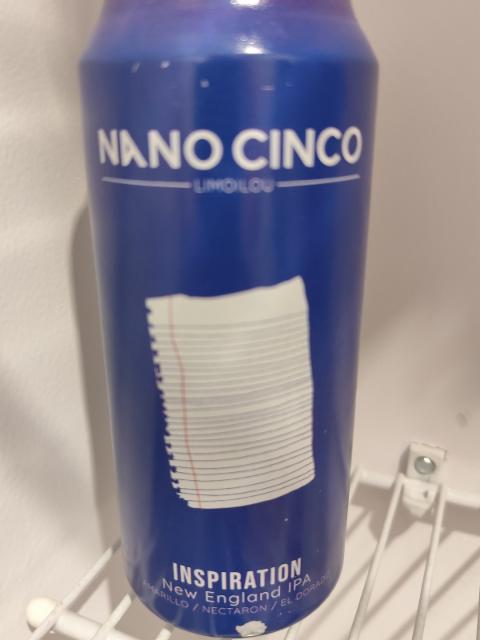 NANO CINCO
LIMOILOU
INSPIRATION
New England IPA
AMARILLO / NECTARON / EL DORADO